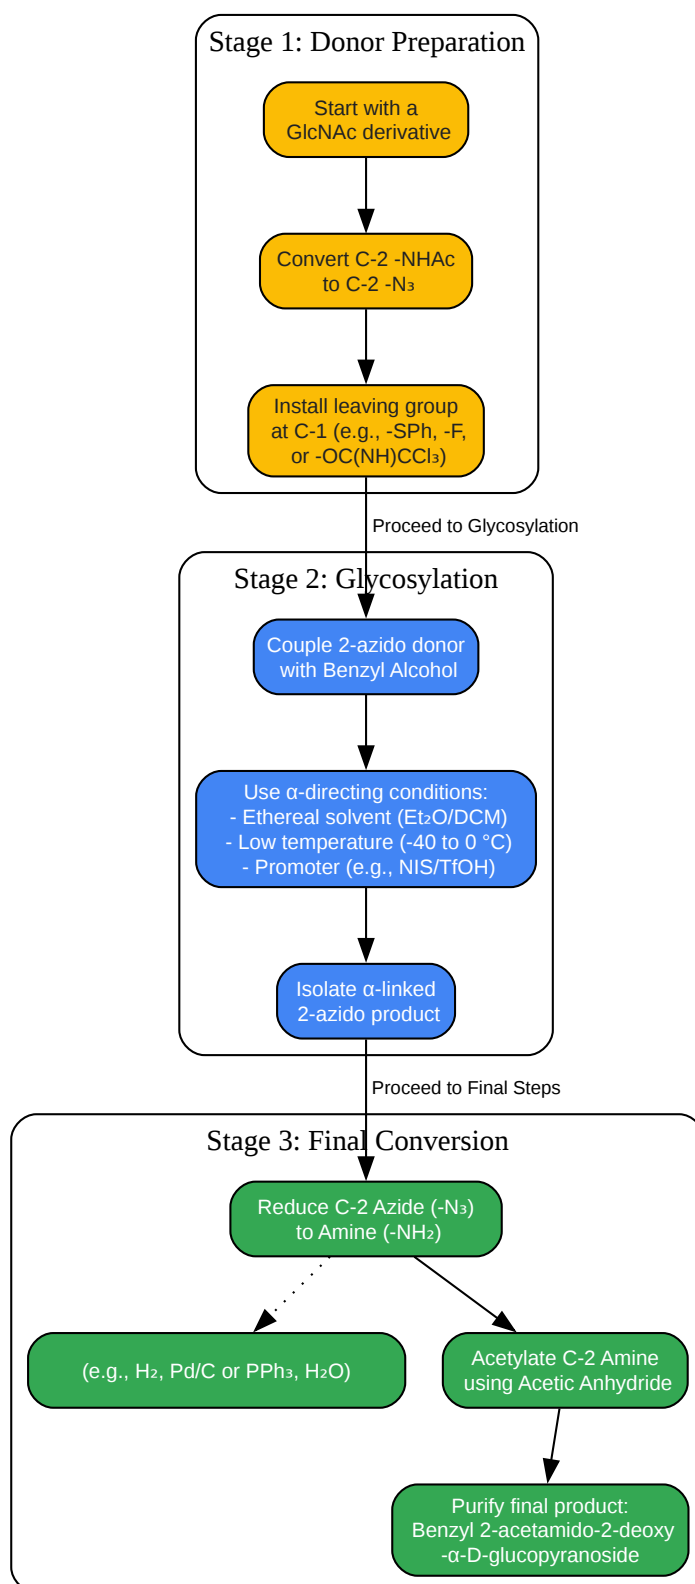 Stage 1: Donor Preparation
Start with a
GlcNAc derivative
Convert C-2 -NHAc
to C-2 -N₃
Install leaving group
at C-1 (e.g., -SPh, -F,
or -OC(NH)CCl₃)
Proceed to Glycosylation
Stage 2: Glycosylation
Couple 2-azido donor
with Benzyl Alcohol
Use α-directing conditions:
- Ethereal solvent (Et₂O/DCM)
- Low temperature (-40 to 0 °C)
- Promoter (e.g., NIS/TfOH)
Isolate α-linked
2-azido product
Proceed to Final Steps
Stage 3: Final Conversion
Reduce C-2 Azide (-N₃)
to Amine (-NH₂)
(e.g., H₂, Pd/C or PPh₃, H₂O)
Acetylate C-2 Amine
using Acetic Anhydride
Purify final product:
Benzyl 2-acetamido-2-deoxy
-α-D-glucopyranoside